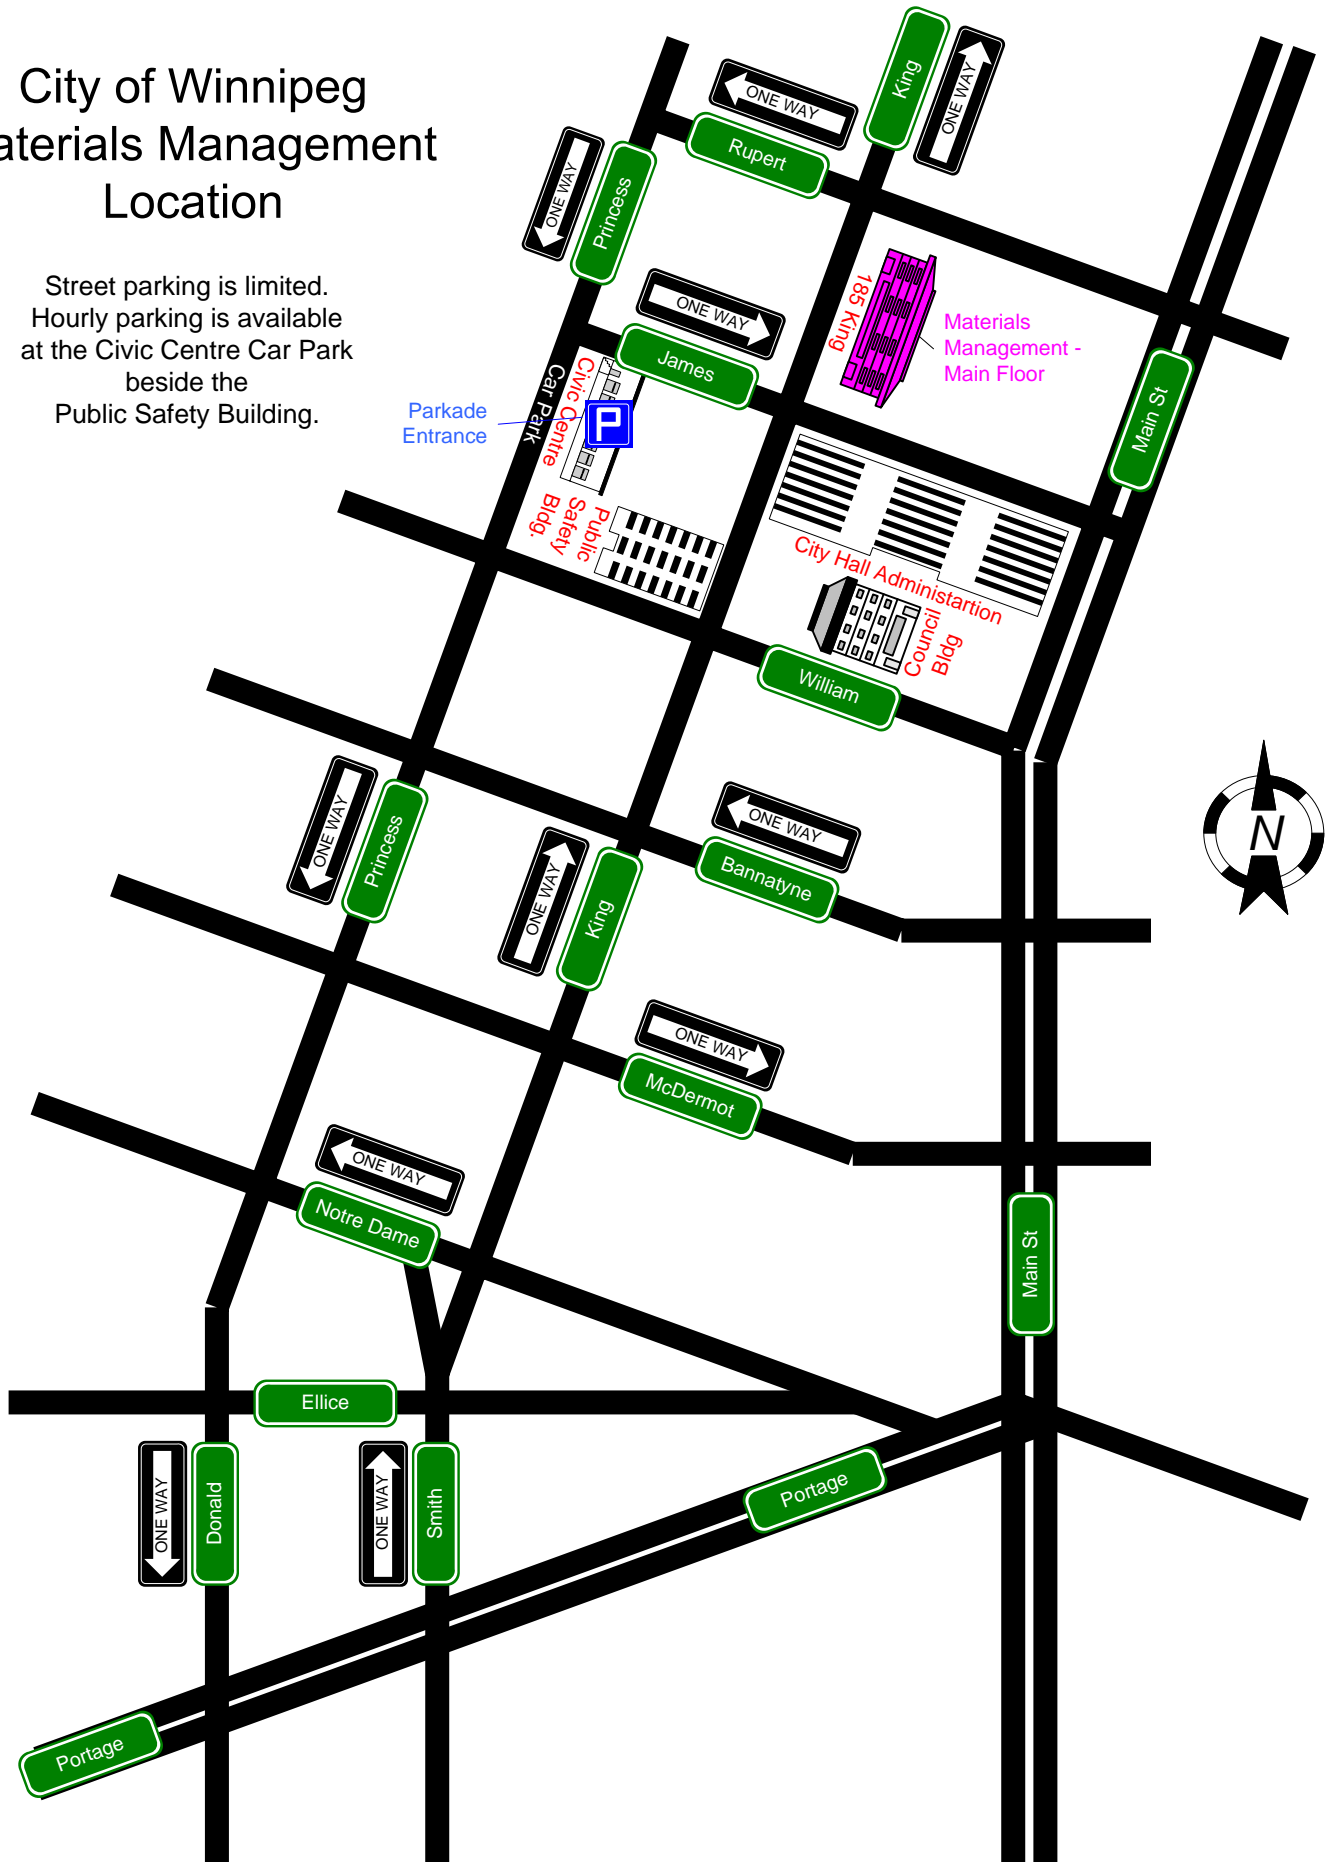 City of Winnipeg
aterials Management
Location
Street parking is limited.
Hourly parking is available
at the Civic Centre Car Park
beside the
Public Safety Building.
King
ONE WAY
ONE WAY
Rupert
ONE WAY
Princess
ONE WAY
James
185 King
Materials
Management -
Main Floor
Main St
Civic Centre
Car Park
Parkade
Entrance
P
Public
Safety
Bldg.
City Hall Administartion
Council
Bldg
William
ONE WAY
Princess
ONE WAY
King
ONE WAY
Bannatyne
N
ONE WAY
McDermot
ONE WAY
Notre Dame
Main St
Ellice
ONE WAY
Donald
ONE WAY
Smith
Portage
Portage